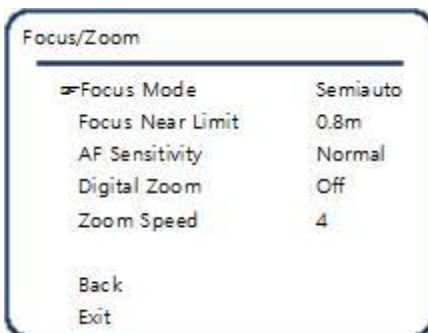 Focus/Zoom
☞Focus Mode Semiauto
Focus Near Limit 0.8m
AF Sensitivity Normal
Digital Zoom Off
Zoom Speed 4
Back
Exit